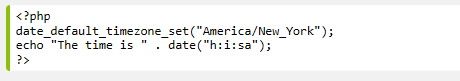 <?php
date_default_timezone_set("America/New_York");
echo "The time is " . date("h:i:sa");
?>